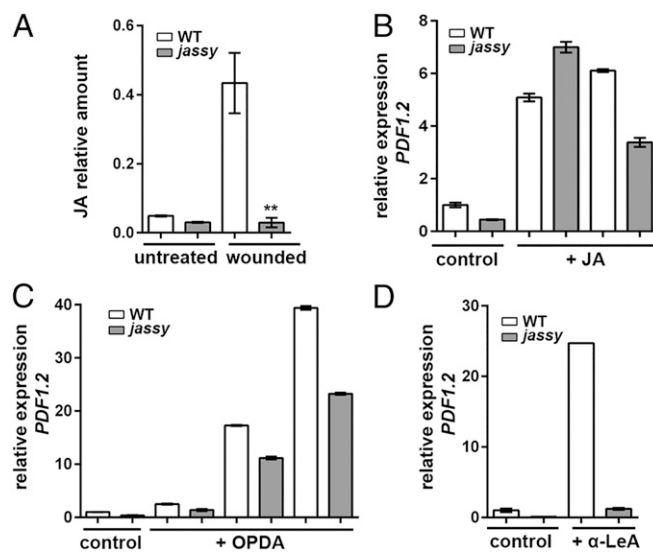 A
WT
jassy
JA relative amount
0.6
0.4
0.2
0.0
**
untreated wounded
B
WT
jassy
relative expression
PDF1.2
8
6
4
2
0
control + JA
C
WT
jassy
relative expression
PDF1.2
40
30
20
10
0
control + OPDA
D
WT
jassy
relative expression
PDF1.2
30
20
10
0
control + α-LeA